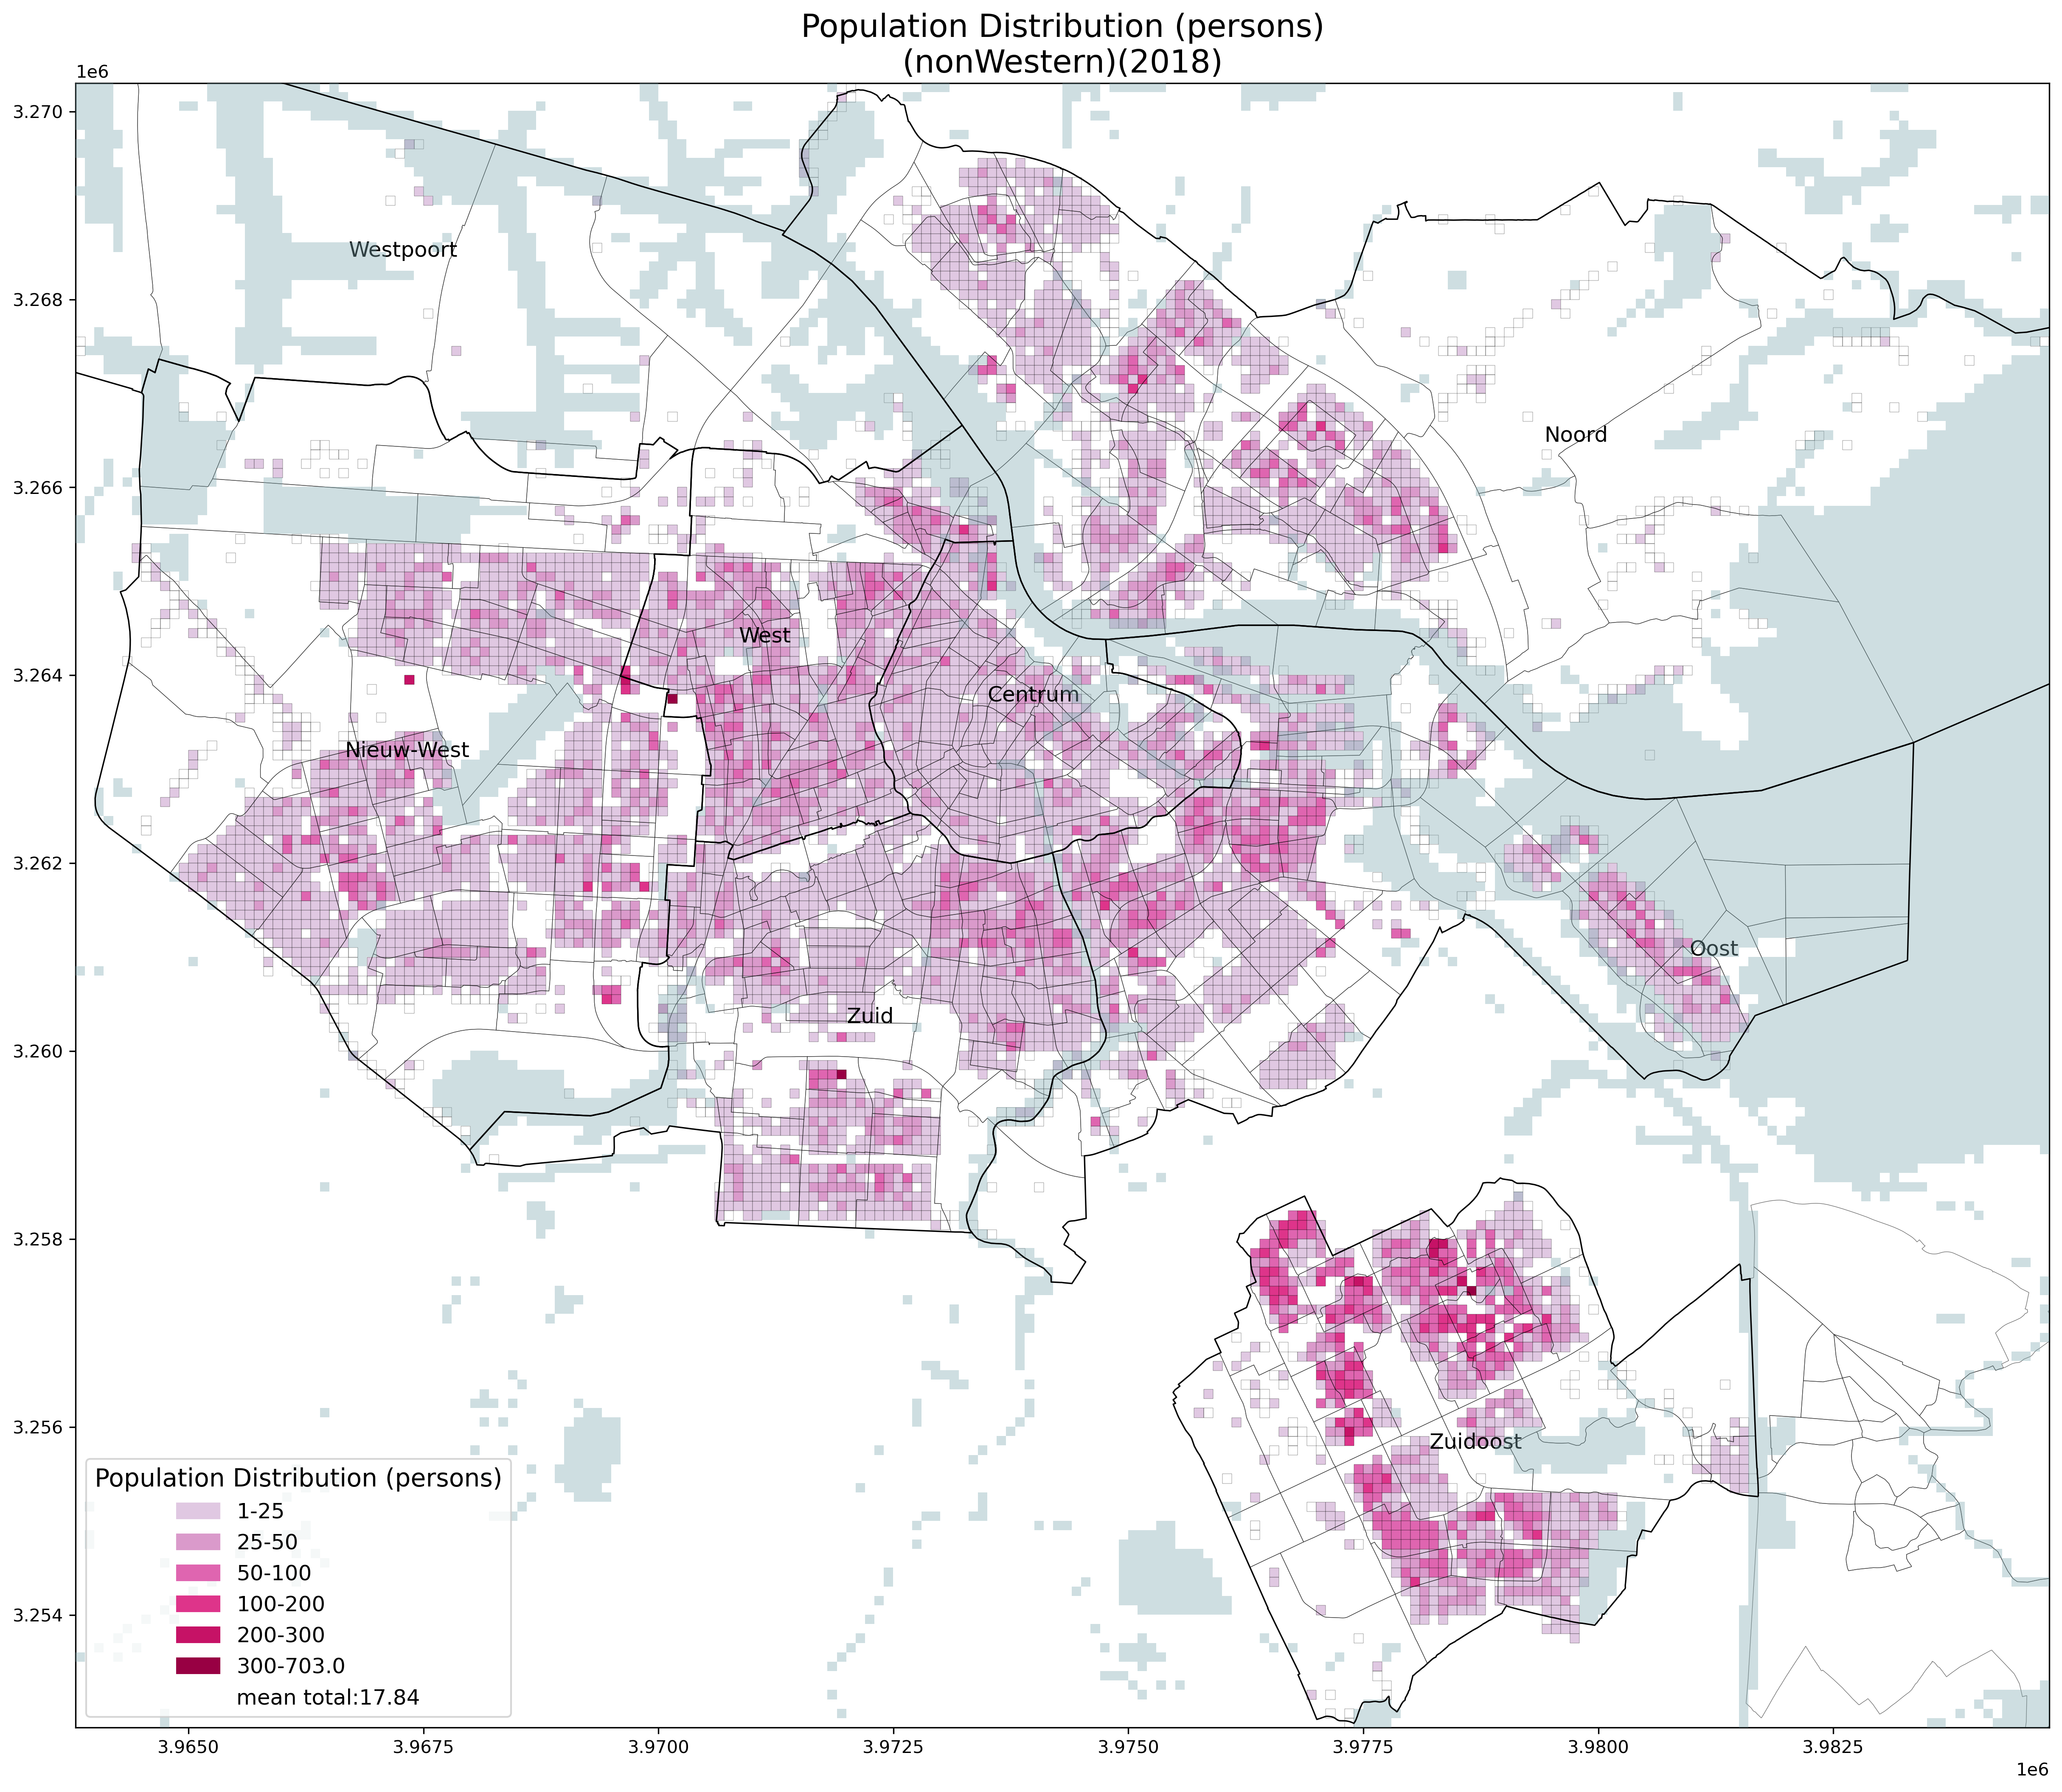 Population Distribution (persons)
(nonWestern)(2018)
1e6
3.270
3.268
3.266
3.264
3.262
3.260
3.258
3.256
3.254
Westpoort
Noord
West
Centrum
Nieuw-West
Oost
Zuid
Zuidoost
Population Distribution (persons)
1-25
25-50
50-100
100-200
200-300
300-703.0
mean total:17.84
3.9650
3.9675
3.9700
3.9725
3.9750
3.9775
3.9800
3.9825
1e6